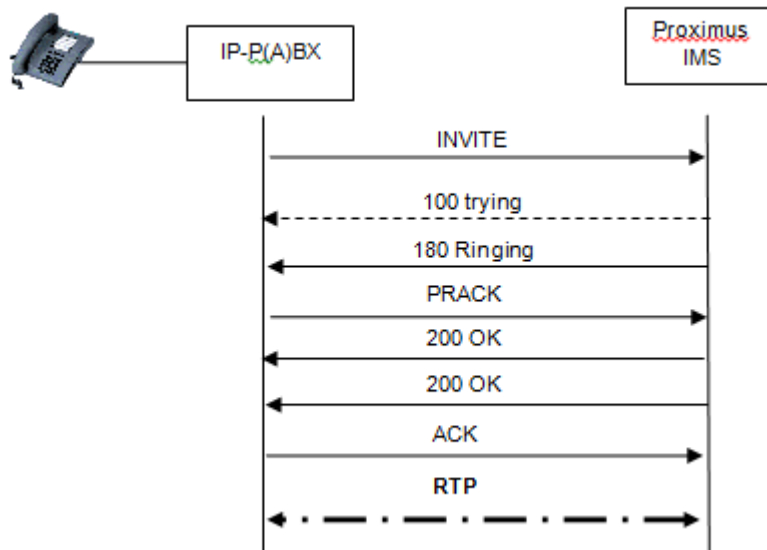 IP-P(A)BX
Proximus
IMS
INVITE
100 trying
180 Ringing
PRACK
200 OK
200 OK
ACK
RTP